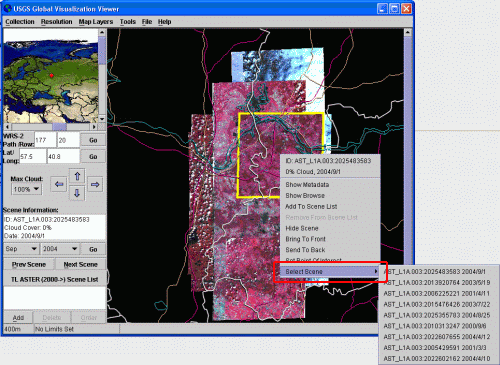 USGS Global Visualization Viewer
Collection Resolution Map Layers Tools File Help
WRS-2
Path /Row: 177 20 Go
Lat/
Long: 57.5 40.8 Go
Max Cloud:
100%
Scene Information:
ID: AST_L1A.003:2025483583
Cloud Cover: 0%
Date: 2004/9/1
Sep 2004 Go
Prev Scene Next Scene
TL ASTER (2000->) Scene List
Add Delete Order
400m No Limits Set
ID: AST_L1A.003:2025483583
0% Cloud, 2004/9/1
Show Metadata
Show Browse
Add To Scene List
Remove From Scene List
Hide Scene
Bring To Front
Send To Back
Set Point Of Interest
Select Scene
AST_L1A.003:2025483583 2004/9/1
AST_L1A.003:2013920764 2003/5/19
AST_L1A.003:2006225221 2001/4/11
AST_L1A.003:2015476426 2003/7/22
AST_L1A.003:2025355783 2004/8/25
AST_L1A.003:2010313247 2000/9/6
AST_L1A.003:2022607655 2004/4/12
AST_L1A.003:2005429591 2001/3/3
AST_L1A.003:2022602162 2004/4/10